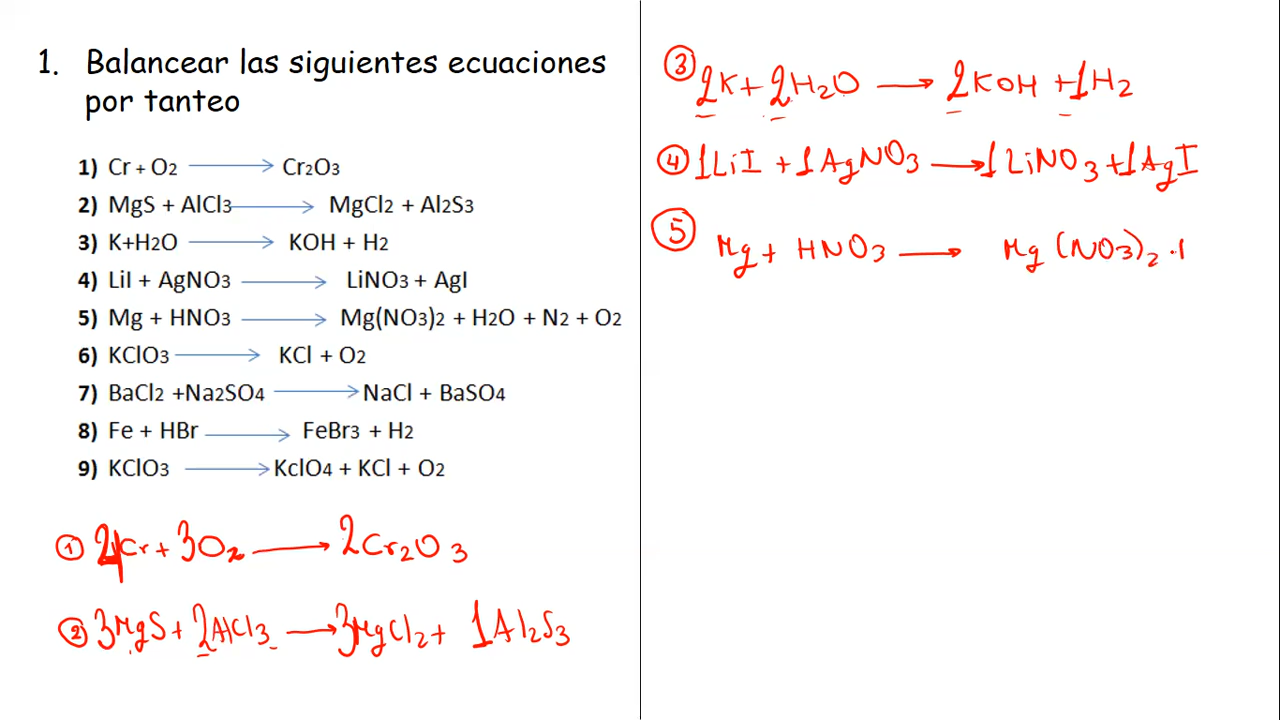 1. Balancear las siguientes ecuaciones
por tanteo
1) Cr + O2 → Cr2O3
2) MgS + AlCl3 → MgCl2 + Al2S3
3) K+H2O → KOH + H2
4) LiI + AgNO3 → LiNO3 + AgI
5) Mg + HNO3 → Mg(NO3)2 + H2O + N2 + O2
6) KClO3 → KCl + O2
7) BaCl2 +Na2SO4 → NaCl + BaSO4
8) Fe + HBr → FeBr3 + H2
9) KClO3 → KclO4 + KCl + O2
① 4Cr + 3O2 → 2Cr2O3
② 3MgS + 2AlCl3 → 3MgCl2 + 1Al2S3
③ 2K + 2H2O → 2KOH + 1H2
④ 1LiI + 1AgNO3 → 1LiNO3 + 1AgI
⑤ Mg + HNO3 → Mg(NO3)2